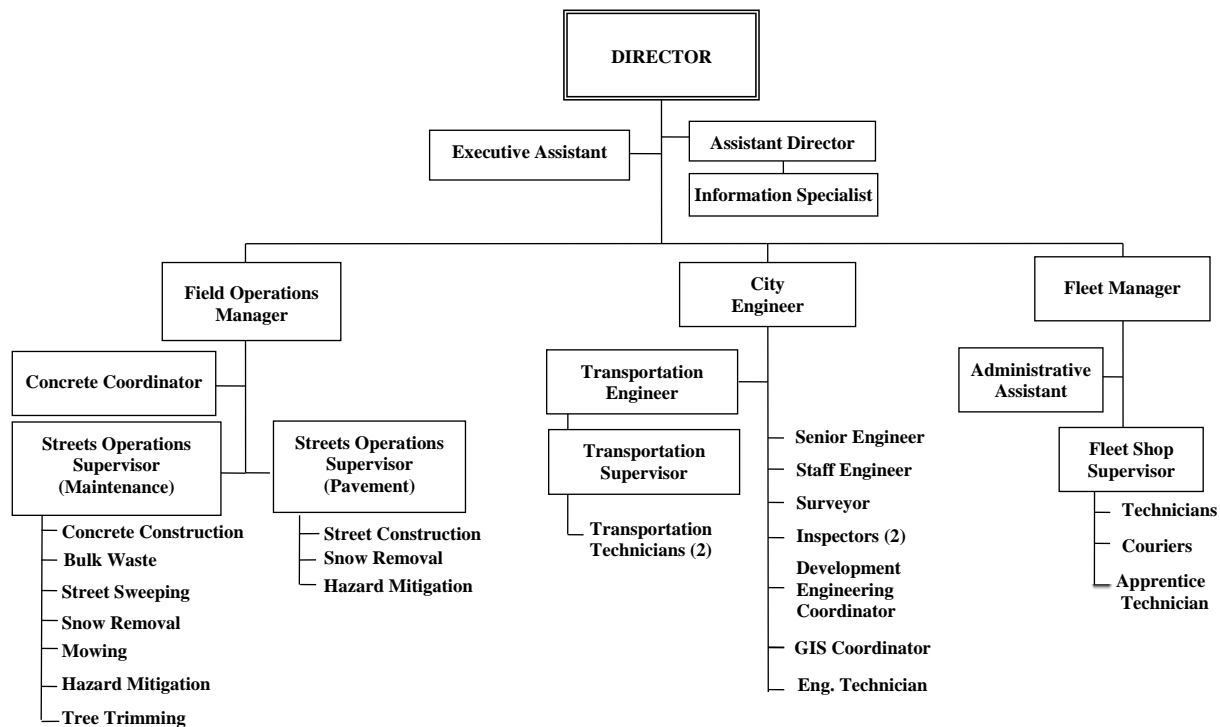 DIRECTOR
Executive Assistant
Assistant Director
Information Specialist
Field Operations
Manager
City
Engineer
Fleet Manager
Concrete Coordinator
Transportation
Engineer
Administrative
Assistant
Streets Operations
Supervisor
(Maintenance)
Streets Operations
Supervisor
(Pavement)
Transportation
Supervisor
Fleet Shop
Supervisor
Concrete Construction
Bulk Waste
Street Sweeping
Snow Removal
Mowing
Hazard Mitigation
Tree Trimming
Street Construction
Snow Removal
Hazard Mitigation
Transportation
Technicians (2)
Senior Engineer
Staff Engineer
Surveyor
Inspectors (2)
Development
Engineering
Coordinator
GIS Coordinator
Eng. Technician
Technicians
Couriers
Apprentice
Technician